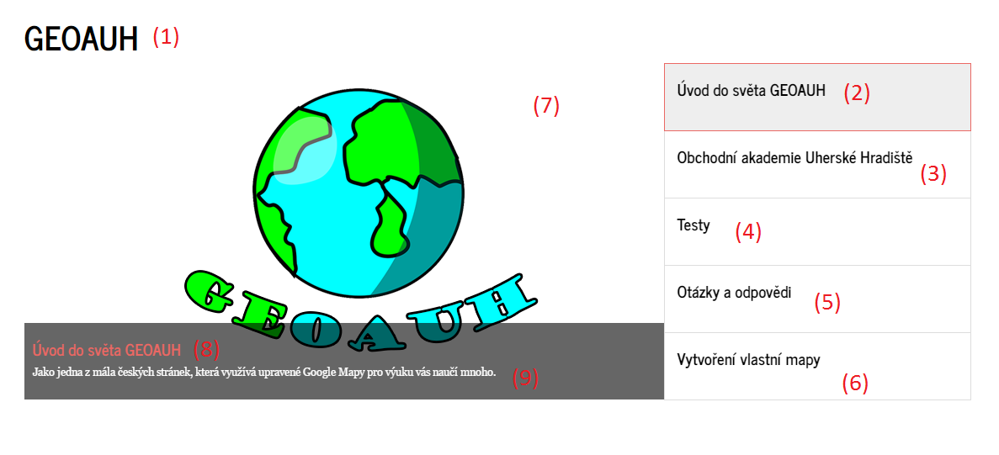 GEOAUH (1)
(7)
GEOAUH
Úvod do světa GEOAUH (8)
Jako jedna z mála českých stránek, která využívá upravené Google Mapy pro výuku vás naučí mnoho. (9)
Úvod do světa GEOAUH (2)
Obchodní akademie Uherské Hradiště (3)
Testy (4)
Otázky a odpovědi (5)
Vytvoření vlastní mapy (6)